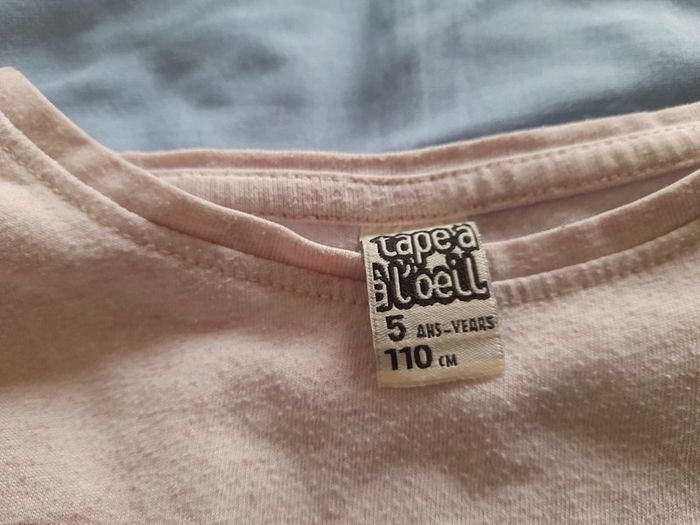 tape à
l'oeil
5 ANS-YEARS
110 CM